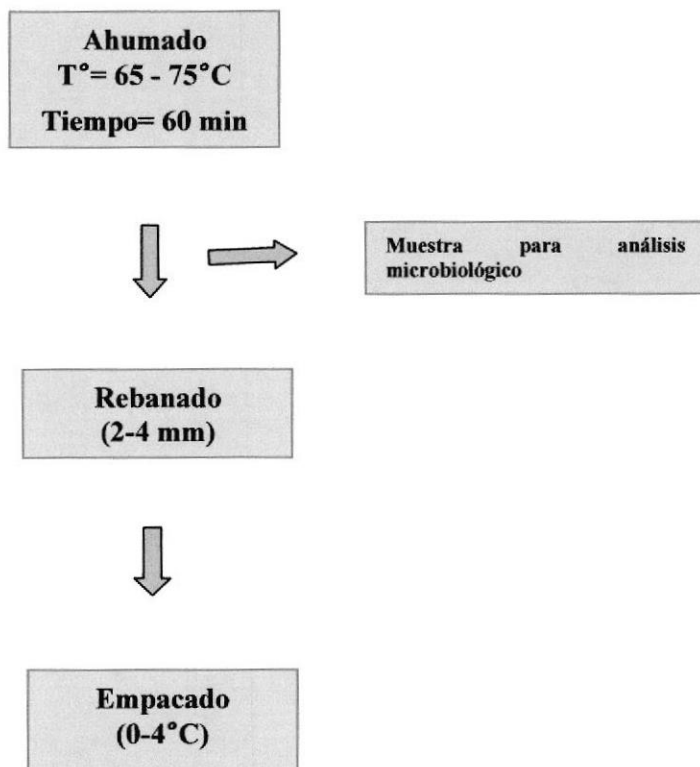 Ahumado
T°= 65 - 75°C
Tiempo= 60 min
Muestra para análisis
microbiológico
Rebanado
(2-4 mm)
Empacado
(0-4°C)